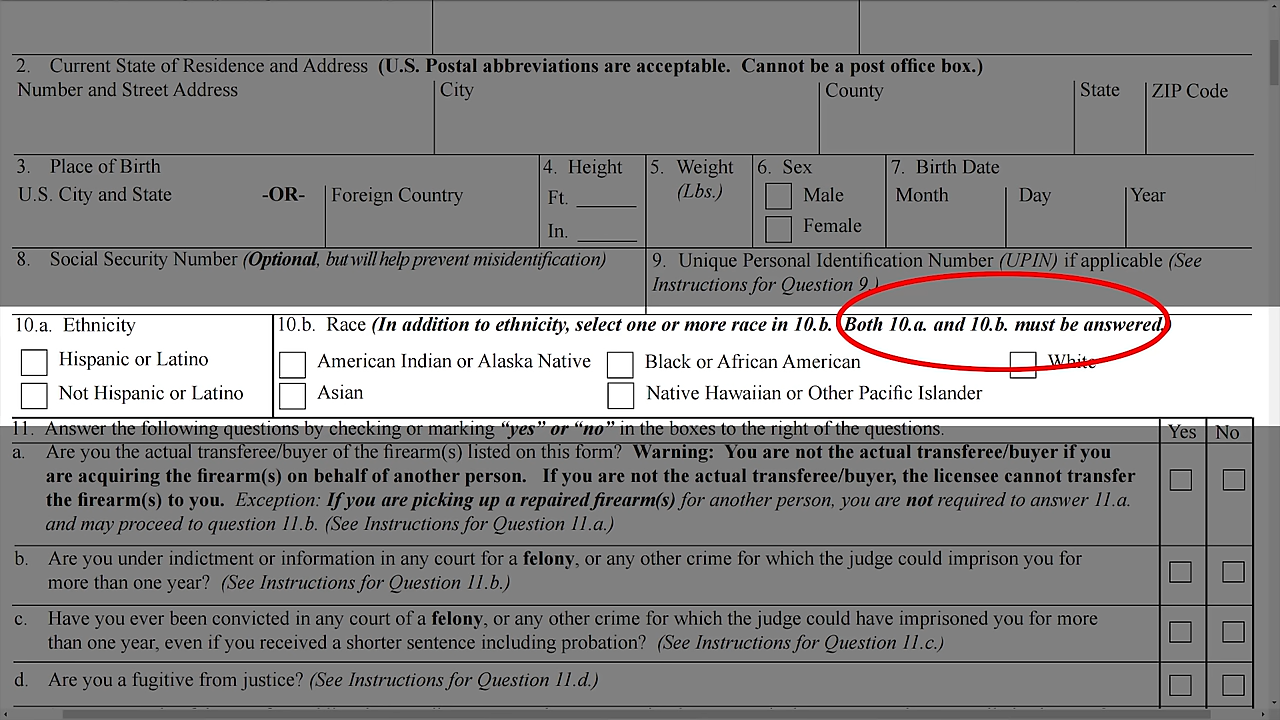 2. Current State of Residence and Address (U.S. Postal abbreviations are acceptable. Cannot be a post office box.)
Number and Street Address City County State ZIP Code
3. Place of Birth 4. Height 5. Weight 6. Sex 7. Birth Date
U.S. City and State -OR- Foreign Country Ft. (Lbs.) Male Month Day Year
In. Female
8. Social Security Number (Optional, but will help prevent misidentification) 9. Unique Personal Identification Number (UPIN) if applicable (See
Instructions for Question 9.)
10.a. Ethnicity 10.b. Race (In addition to ethnicity, select one or more race in 10.b. Both 10.a. and 10.b. must be answered.)
Hispanic or Latino American Indian or Alaska Native Black or African American White
Not Hispanic or Latino Asian Native Hawaiian or Other Pacific Islander
11. Answer the following questions by checking or marking “yes” or “no” in the boxes to the right of the questions. Yes No
a. Are you the actual transferee/buyer of the firearm(s) listed on this form? Warning: You are not the actual transferee/buyer if you
are acquiring the firearm(s) on behalf of another person. If you are not the actual transferee/buyer, the licensee cannot transfer
the firearm(s) to you. Exception: If you are picking up a repaired firearm(s) for another person, you are not required to answer 11.a.
and may proceed to question 11.b. (See Instructions for Question 11.a.)
b. Are you under indictment or information in any court for a felony, or any other crime for which the judge could imprison you for
more than one year? (See Instructions for Question 11.b.)
c. Have you ever been convicted in any court of a felony, or any other crime for which the judge could have imprisoned you for more
than one year, even if you received a shorter sentence including probation? (See Instructions for Question 11.c.)
d. Are you a fugitive from justice? (See Instructions for Question 11.d.)